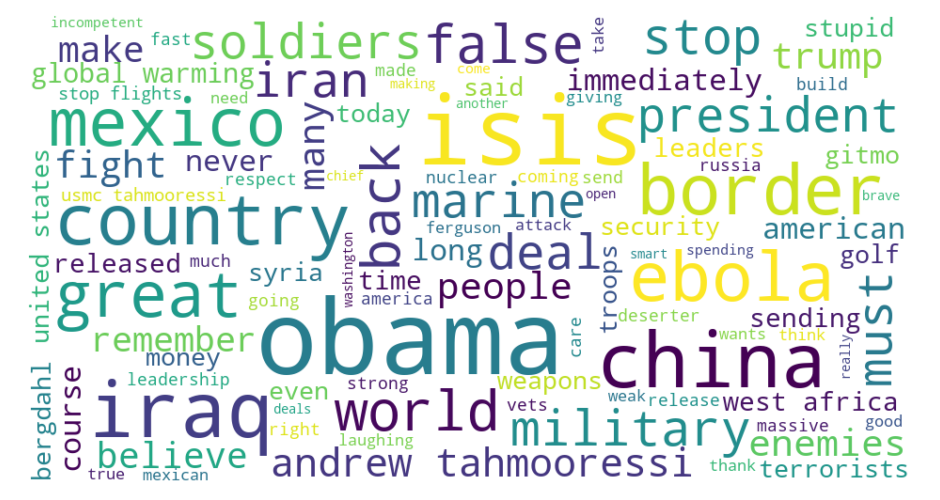 incompetent
make
fast
soldiers
false
take
stop
stupid
trump
global warming
iran
made
come
making
said
immediately
build
stop flights
need
many
today
another
isis
giving
president
mexico
fight
never
back
leaders
gitmo
russia
united states
respect
chief
nuclear
coming
send
open
border
brave
usmc tahmooressi
country
marine
ferguson
attack
security
american
released
much
syria
washington
long
deal
troops
smart
spending
golf
great
going
time
america
people
ebola
must
remember
obama
care
deserter
sending
wants
think
china
really
bergdahl
course
money
leadership
even
strong
weapons
weak
release
west africa
iraq
deals
world
vets
military
massive
good
believe
right
laughing
enemies
true
mexican
andrew tahmooressi
thank
terrorists